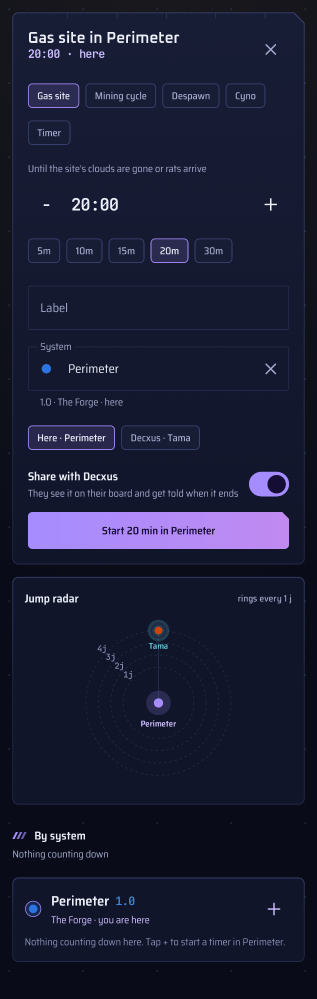 Gas site in Perimeter
20:00 · here
Gas site
Mining cycle
Despawn
Cyno
Timer
Until the site's clouds are gone or rats arrive
- 20:00 +
5m
10m
15m
20m
30m
Label
System
Perimeter
1.0 · The Forge · here
Here · Perimeter
Decxus · Tama
Share with Decxus
They see it on their board and get told when it ends
Start 20 min in Perimeter
Jump radar
rings every 1 j
4j
3j
2j
1j
Tama
Perimeter
By system
Nothing counting down
Perimeter 1.0
The Forge · you are here
+
Nothing counting down here. Tap + to start a timer in Perimeter.